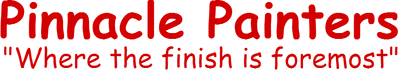 Pinnacle Painters
"Where the finish is foremost"